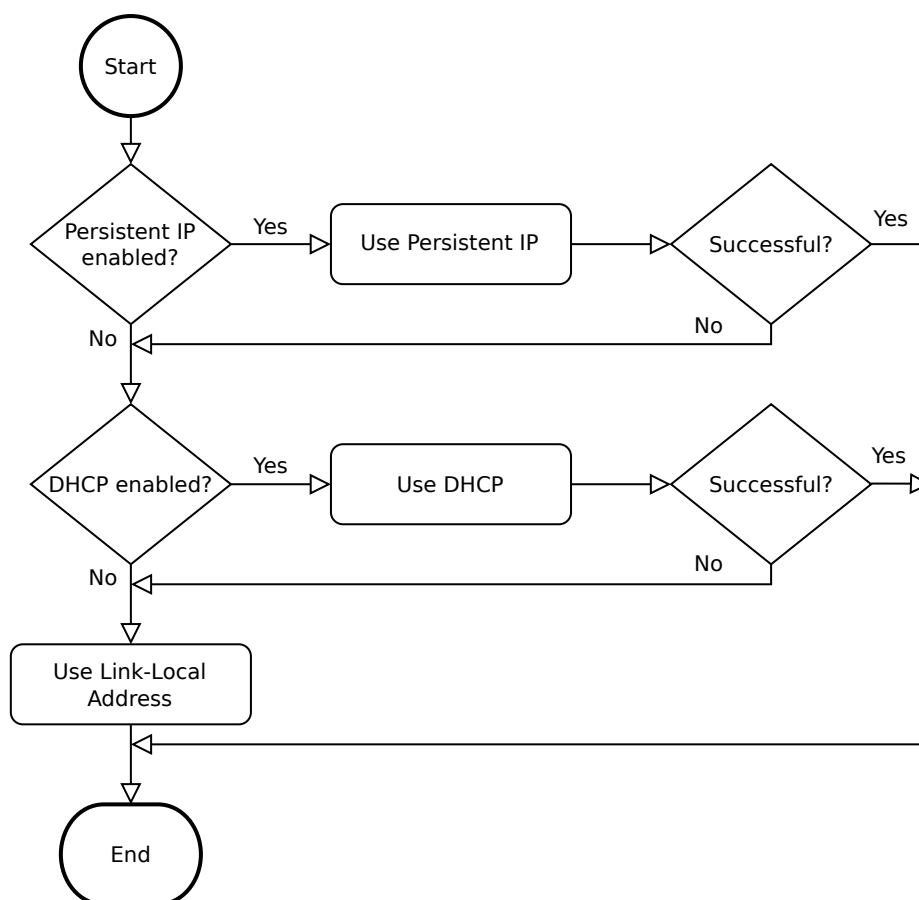 Start
Persistent IP
enabled?
Yes
Use Persistent IP
Successful?
Yes
No
No
DHCP enabled?
Yes
Use DHCP
Successful?
Yes
No
No
Use Link-Local
Address
End